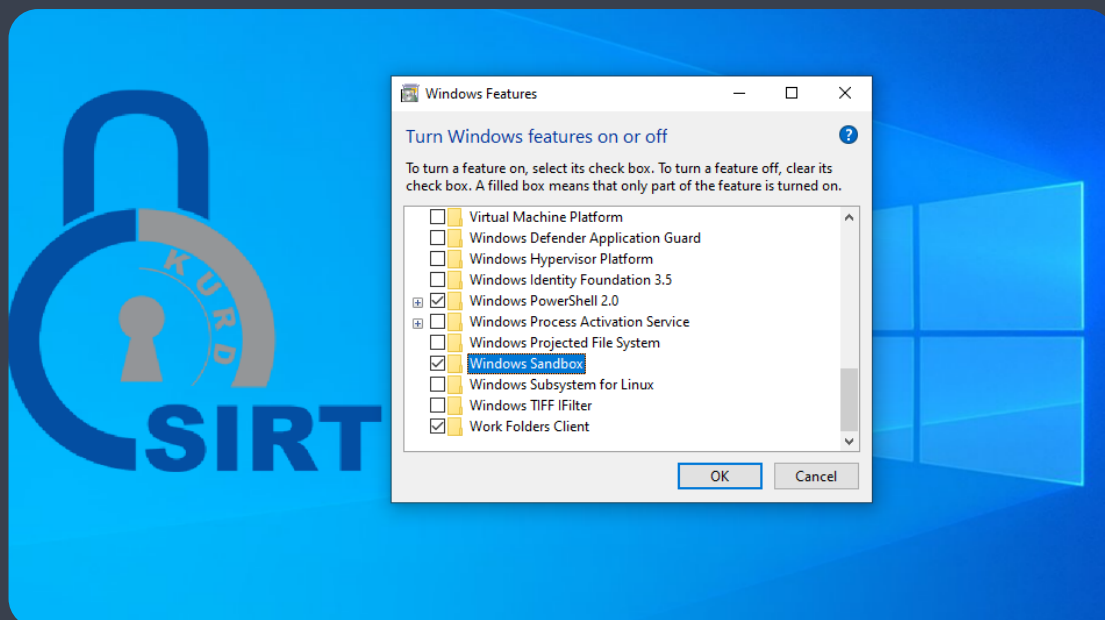 KURD
CSIRT
Windows Features
Turn Windows features on or off
To turn a feature on, select its check box. To turn a feature off, clear its
check box. A filled box means that only part of the feature is turned on.
Virtual Machine Platform
Windows Defender Application Guard
Windows Hypervisor Platform
Windows Identity Foundation 3.5
Windows PowerShell 2.0
Windows Process Activation Service
Windows Projected File System
Windows Sandbox
Windows Subsystem for Linux
Windows TIFF IFilter
Work Folders Client
OK
Cancel